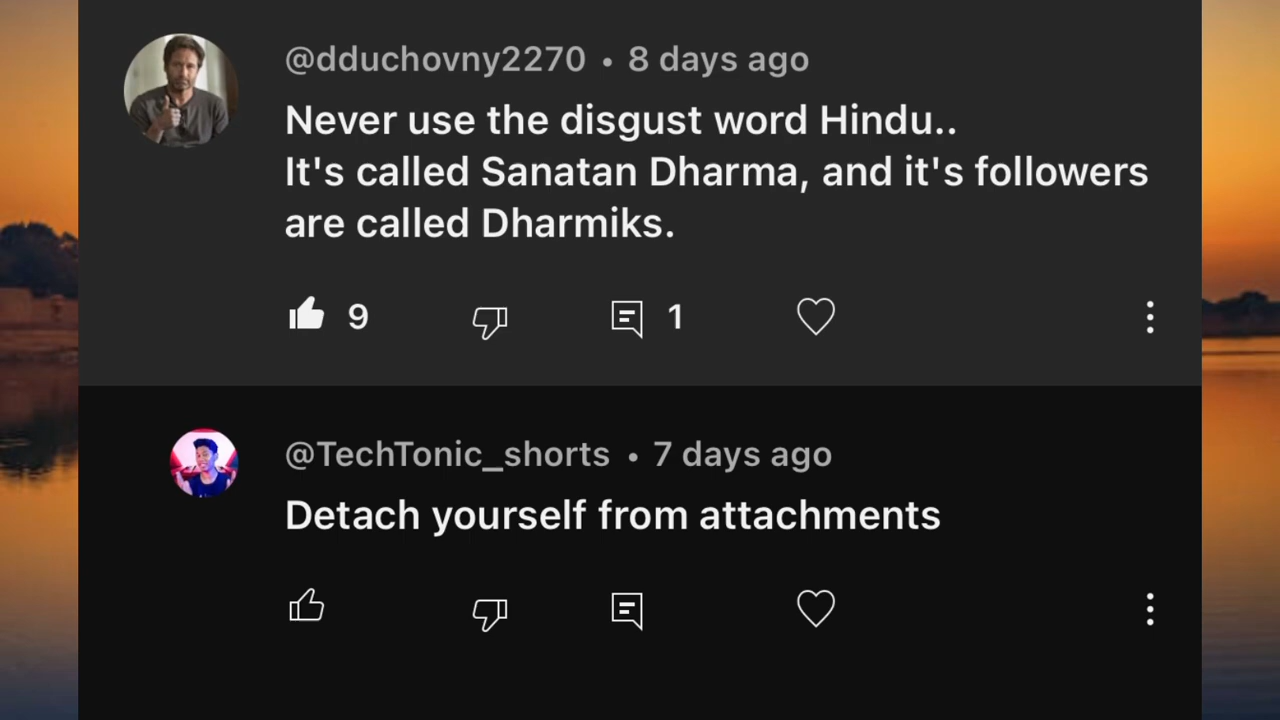 @dduchovny2270 • 8 days ago
Never use the disgust word Hindu..
It's called Sanatan Dharma, and it's followers
are called Dharmiks.
9 1
@TechTonic_shorts • 7 days ago
Detach yourself from attachments